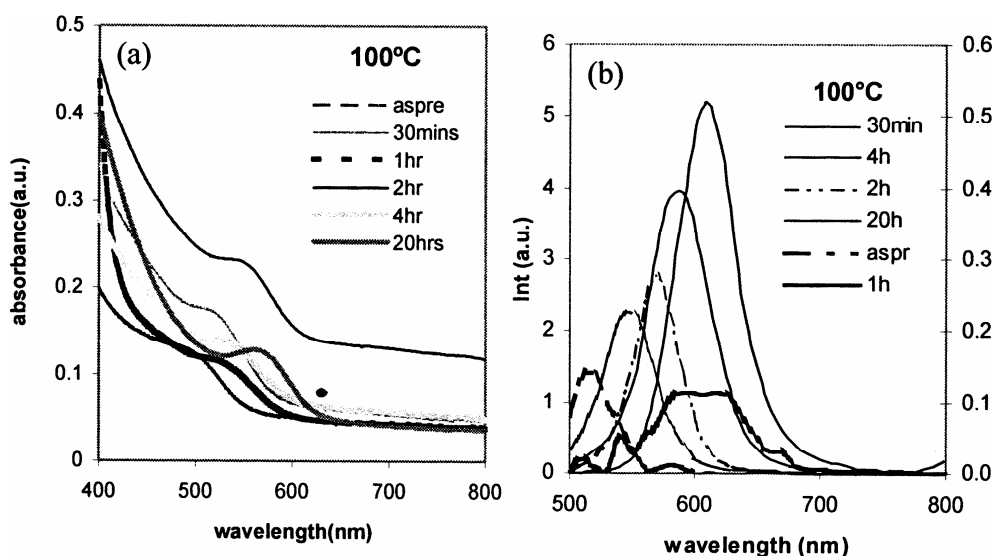 (a)
100ºC
aspre
30mins
1hr
2hr
4hr
20hrs
absorbance(a.u.)
0.5
0.4
0.3
0.2
0.1
0
400
500
600
700
800
wavelength(nm)
(b)
100°C
30min
4h
2h
20h
aspr
1h
Int (a.u.)
6
5
4
3
2
1
0
0.6
0.5
0.4
0.3
0.2
0.1
0.0
500
600
700
800
wavelength (nm)